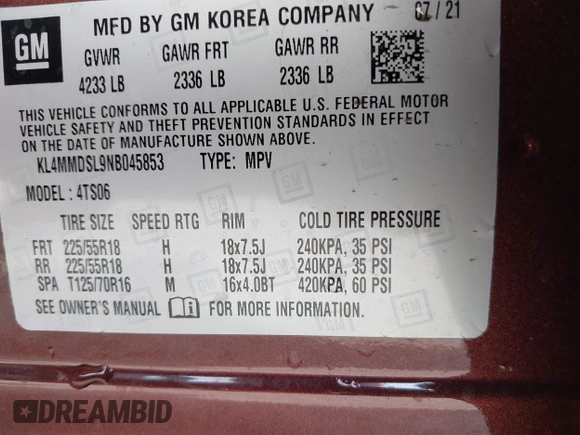 GM
MFD BY GM KOREA COMPANY 07/21
GVWR GAWR FRT GAWR RR
4233 LB 2336 LB 2336 LB
THIS VEHICLE CONFORMS TO ALL APPLICABLE U.S. FEDERAL MOTOR
VEHICLE SAFETY AND THEFT PREVENTION STANDARDS IN EFFECT
ON THE DATE OF MANUFACTURE SHOWN ABOVE.
KL4MMDSL9NB045853 TYPE: MPV
MODEL: 4TS06
TIRE SIZE SPEED RTG RIM COLD TIRE PRESSURE
FRT 225/55R18 H 18x7.5J 240KPA, 35 PSI
RR 225/55R18 H 18x7.5J 240KPA, 35 PSI
SPA T125/70R16 M 16x4.0BT 420KPA, 60 PSI
SEE OWNER'S MANUAL FOR MORE INFORMATION.
DREAMBID